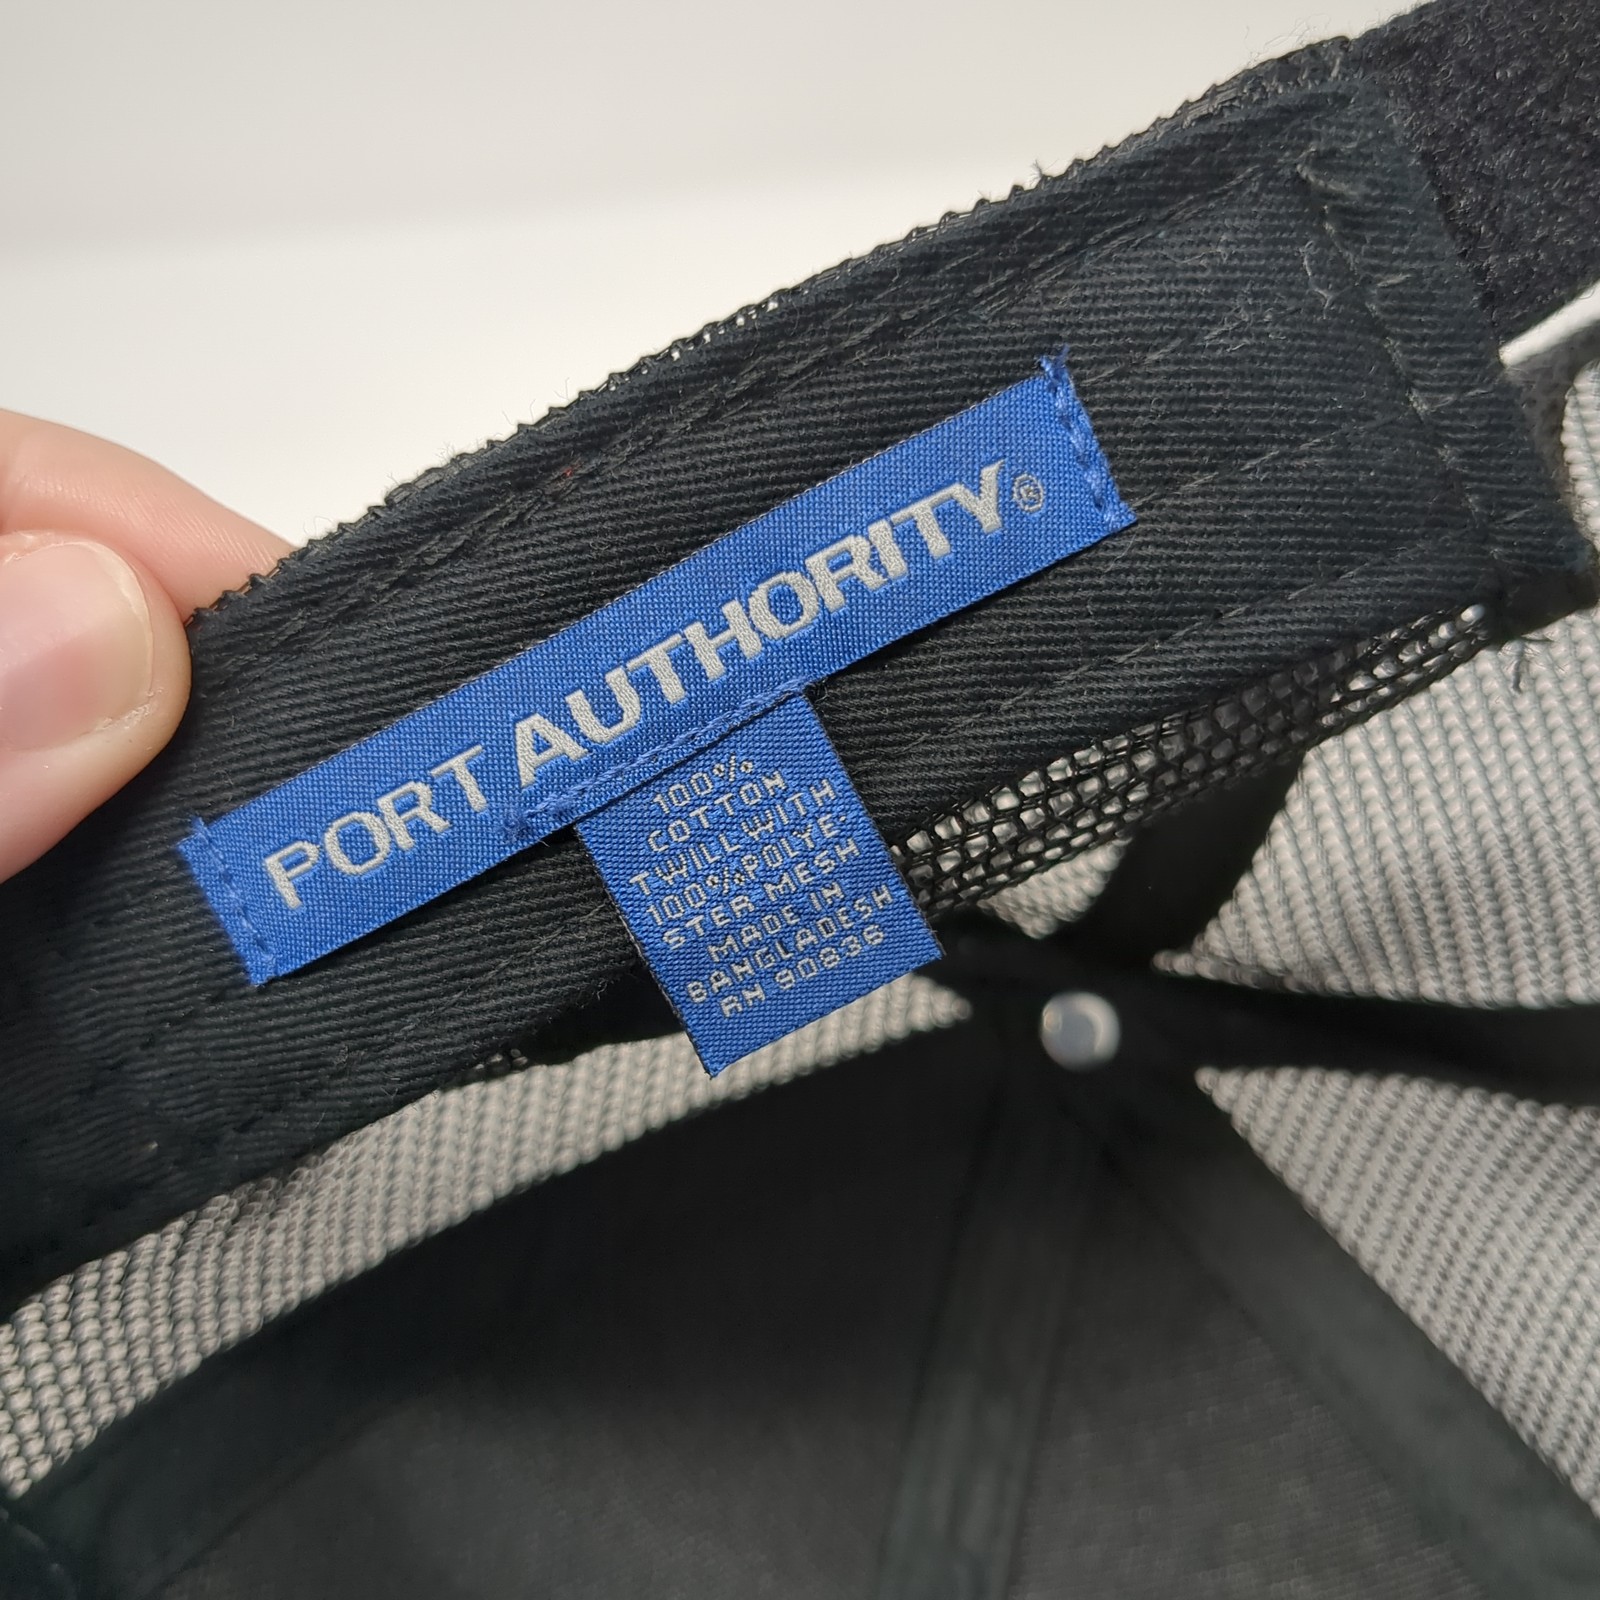 PORT AUTHORITY®
100%
COTTON
TWILL WITH
100% POLYE-
STER MESH
MADE IN
BANGLADESH
RN 90836